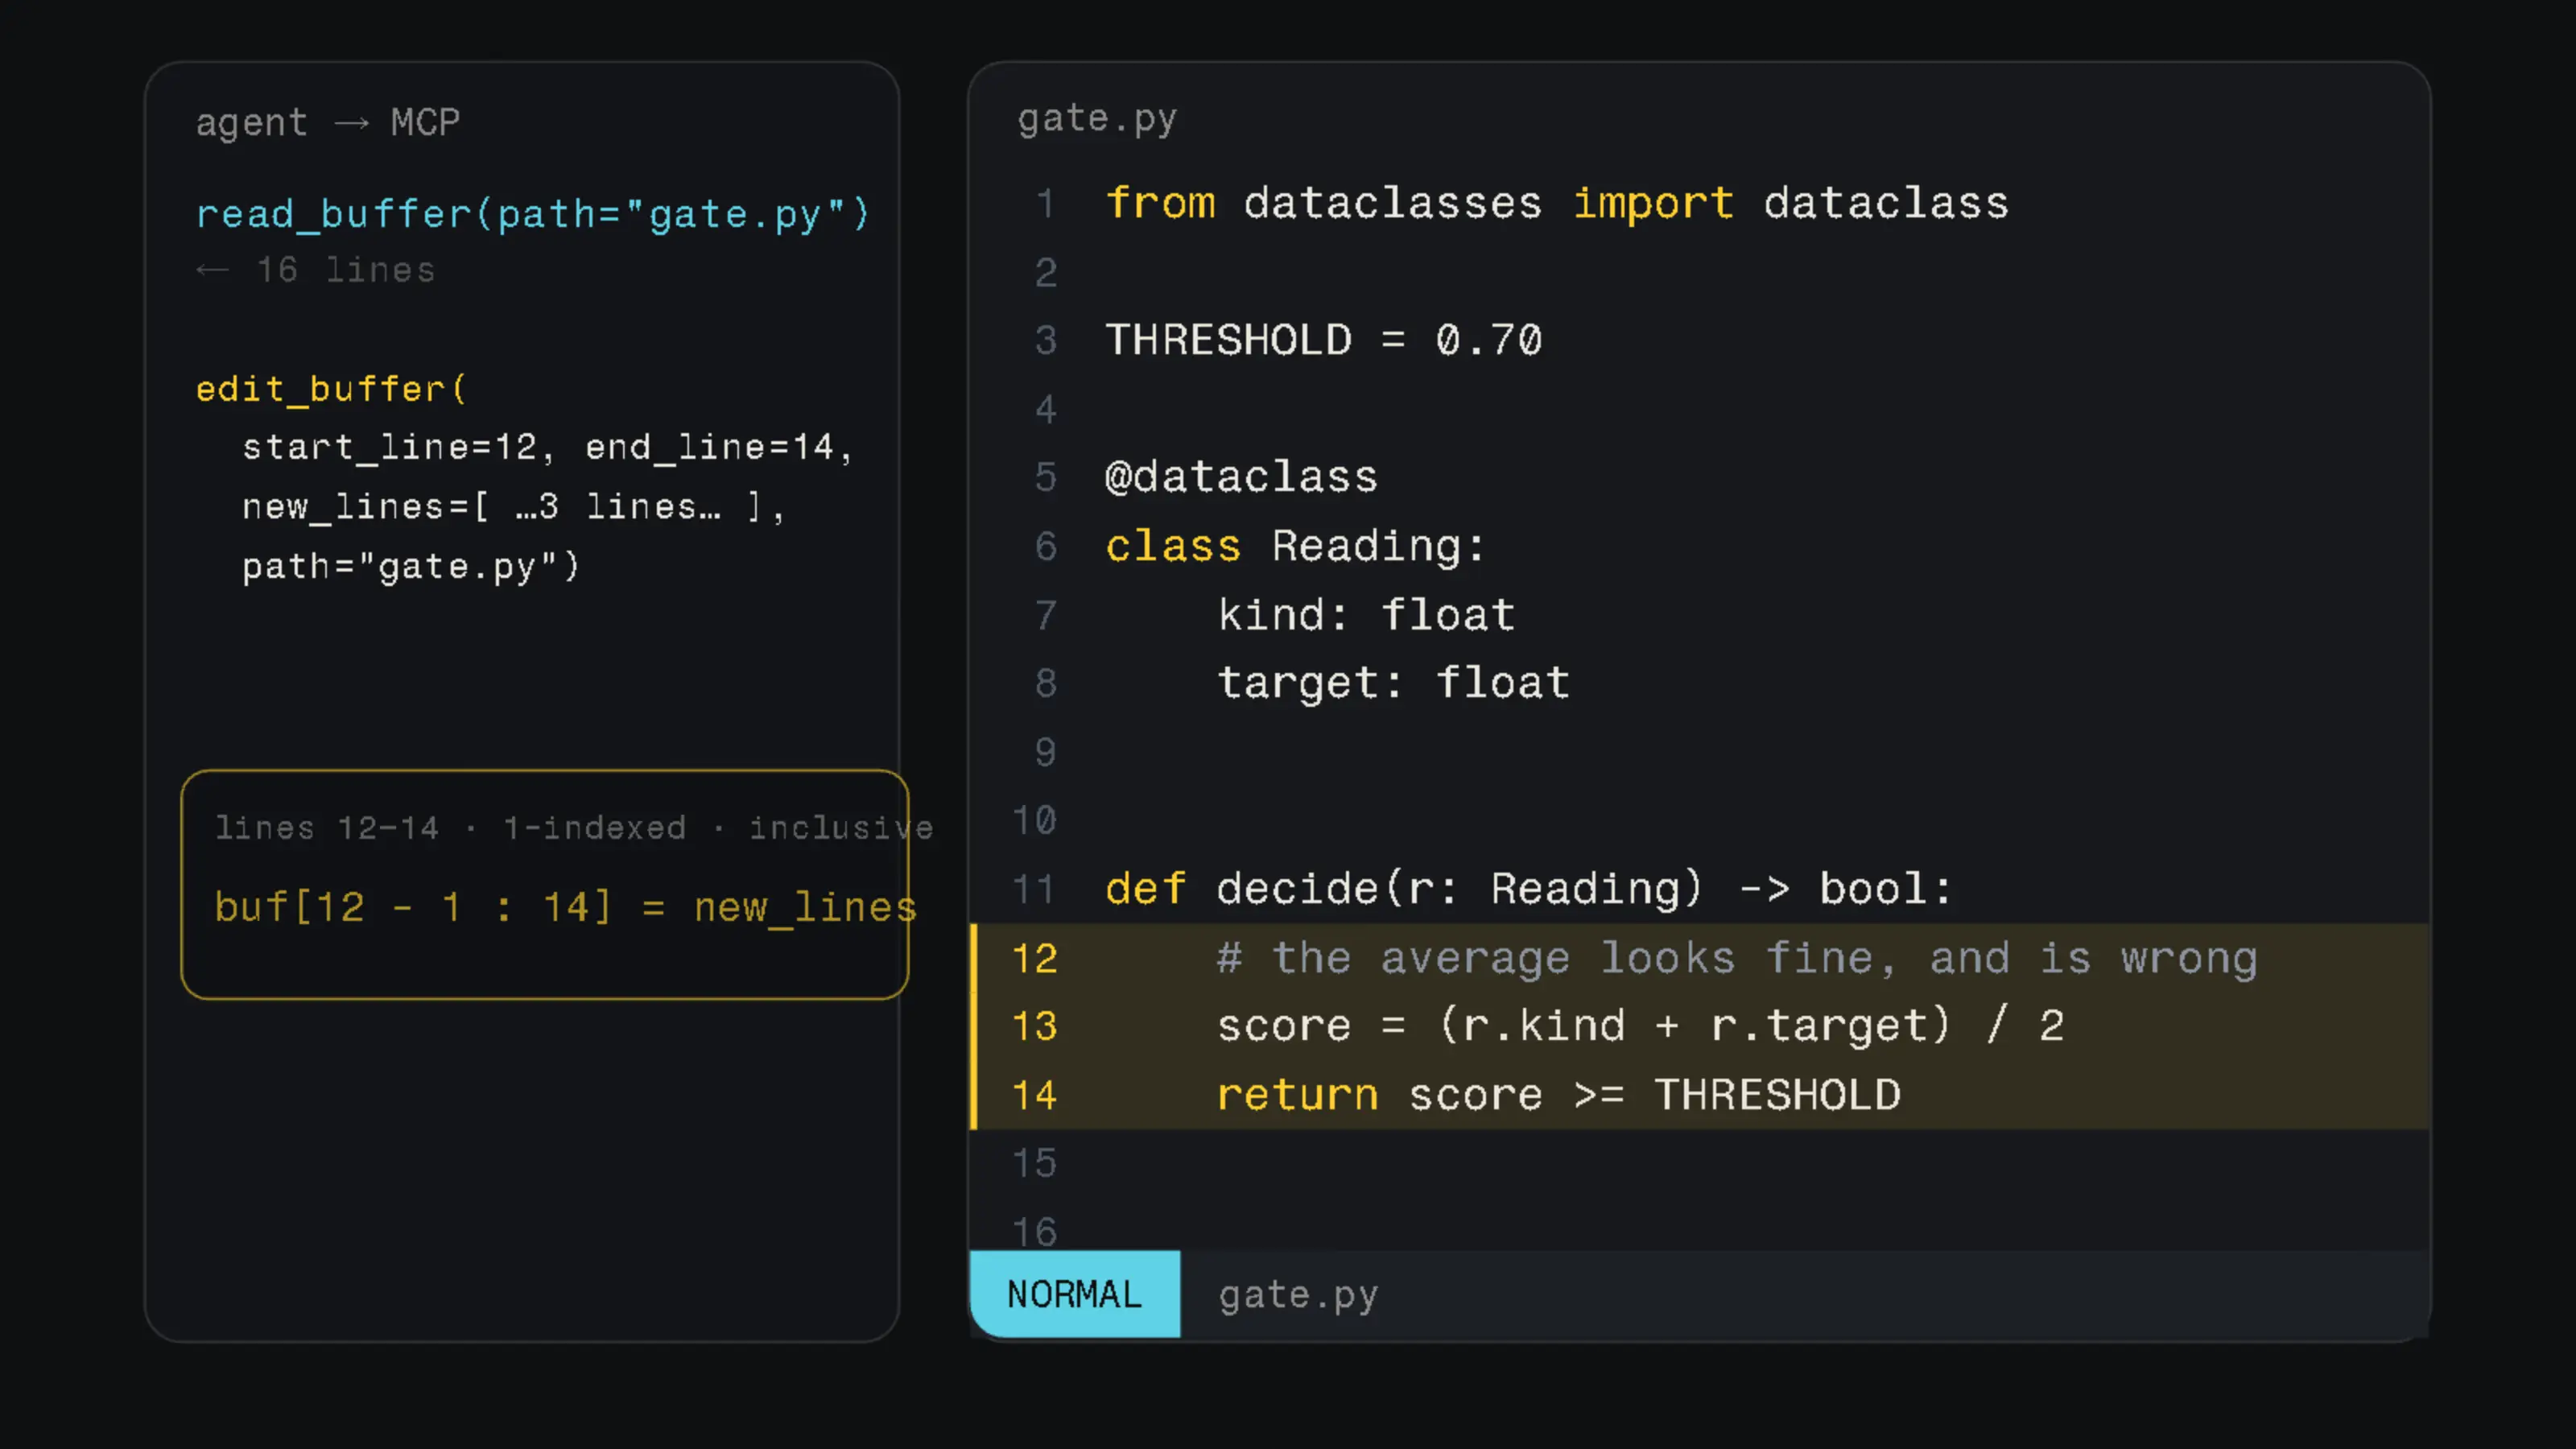 agent → MCP
read_buffer(path="gate.py")
← 16 lines
edit_buffer(
  start_line=12, end_line=14,
  new_lines=[ …3 lines… ],
  path="gate.py")
lines 12–14 · 1-indexed · inclusive
buf[12 - 1 : 14] = new_lines
gate.py
1 from dataclasses import dataclass
2
3 THRESHOLD = 0.70
4
5 @dataclass
6 class Reading:
7     kind: float
8     target: float
9
10
11 def decide(r: Reading) -> bool:
12     # the average looks fine, and is wrong
13     score = (r.kind + r.target) / 2
14     return score >= THRESHOLD
15
16
NORMAL gate.py